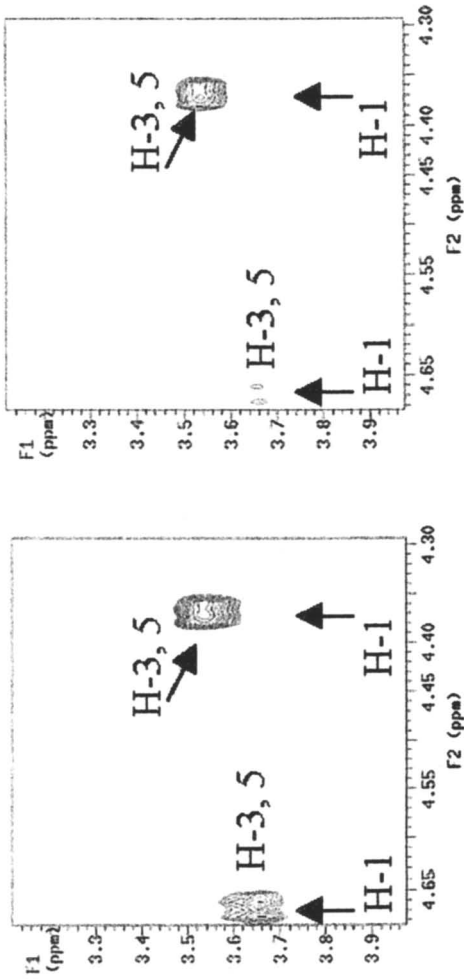 F1
(ppm)
3.3
3.4
3.5
3.6
3.7
3.8
3.9
H-3, 5
H-3, 5
H-1
H-1
4.65
4.55
4.45
4.40
4.30
F2 (ppm)
F1
(ppm)
3.3
3.4
3.5
3.6
3.7
3.8
3.9
H-3, 5
H-3, 5
H-1
H-1
4.65
4.55
4.45
4.40
4.30
F2 (ppm)